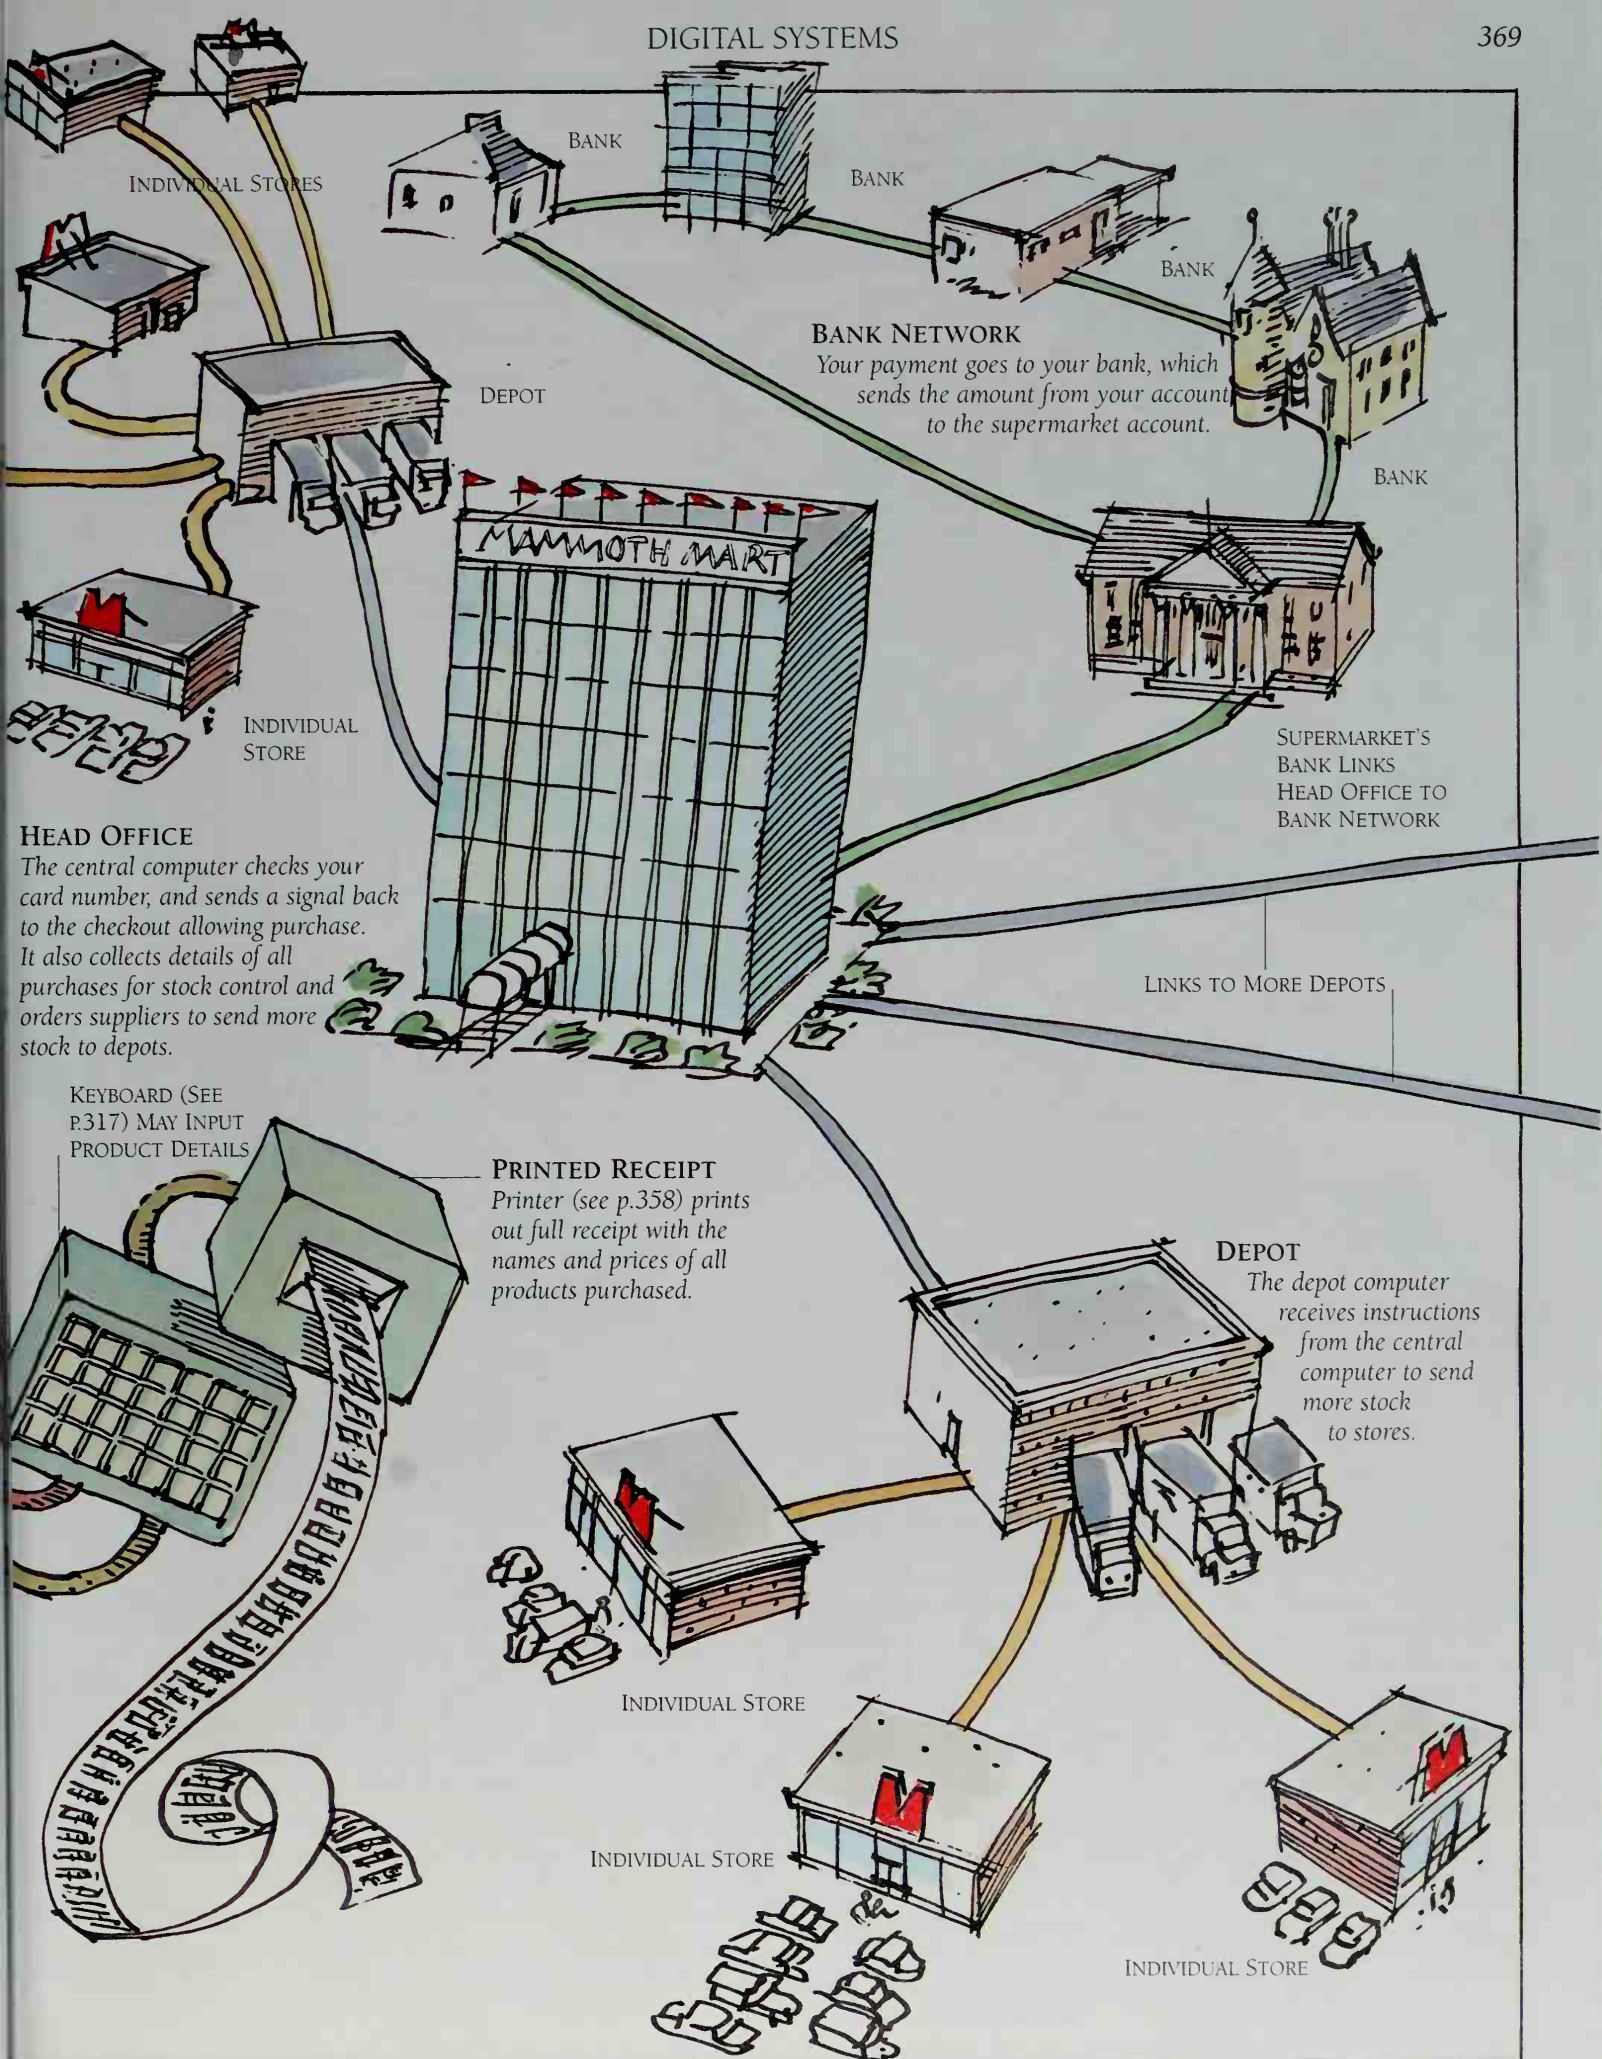 DIGITAL SYSTEMS
369
BANK
BANK
INDIVIDUAL STORES
BANK
BANK NETWORK
Your payment goes to your bank, which
sends the amount from your account
to the supermarket account.
DEPOT
BANK
MAMMOTH MART
M
M
INDIVIDUAL
STORE
SUPERMARKET'S
BANK LINKS
HEAD OFFICE TO
BANK NETWORK
HEAD OFFICE
The central computer checks your
card number, and sends a signal back
to the checkout allowing purchase.
It also collects details of all
purchases for stock control and
orders suppliers to send more
stock to depots.
LINKS TO MORE DEPOTS
KEYBOARD (SEE
P.317) MAY INPUT
PRODUCT DETAILS
PRINTED RECEIPT
Printer (see p.358) prints
out full receipt with the
names and prices of all
products purchased.
DEPOT
The depot computer
receives instructions
from the central
computer to send
more stock
to stores.
M
INDIVIDUAL STORE
M
M
INDIVIDUAL STORE
INDIVIDUAL STORE